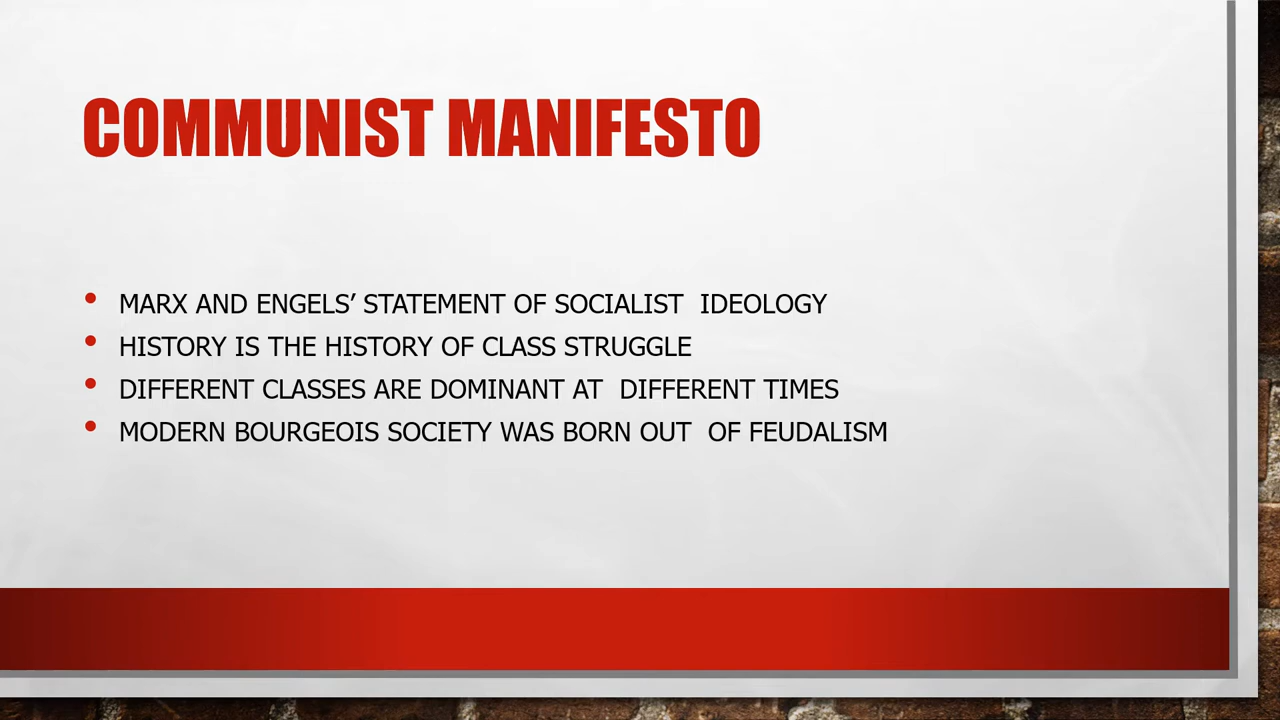 COMMUNIST MANIFESTO
• MARX AND ENGELS’ STATEMENT OF SOCIALIST  IDEOLOGY
• HISTORY IS THE HISTORY OF CLASS STRUGGLE
• DIFFERENT CLASSES ARE DOMINANT AT  DIFFERENT TIMES
• MODERN BOURGEOIS SOCIETY WAS BORN OUT  OF FEUDALISM